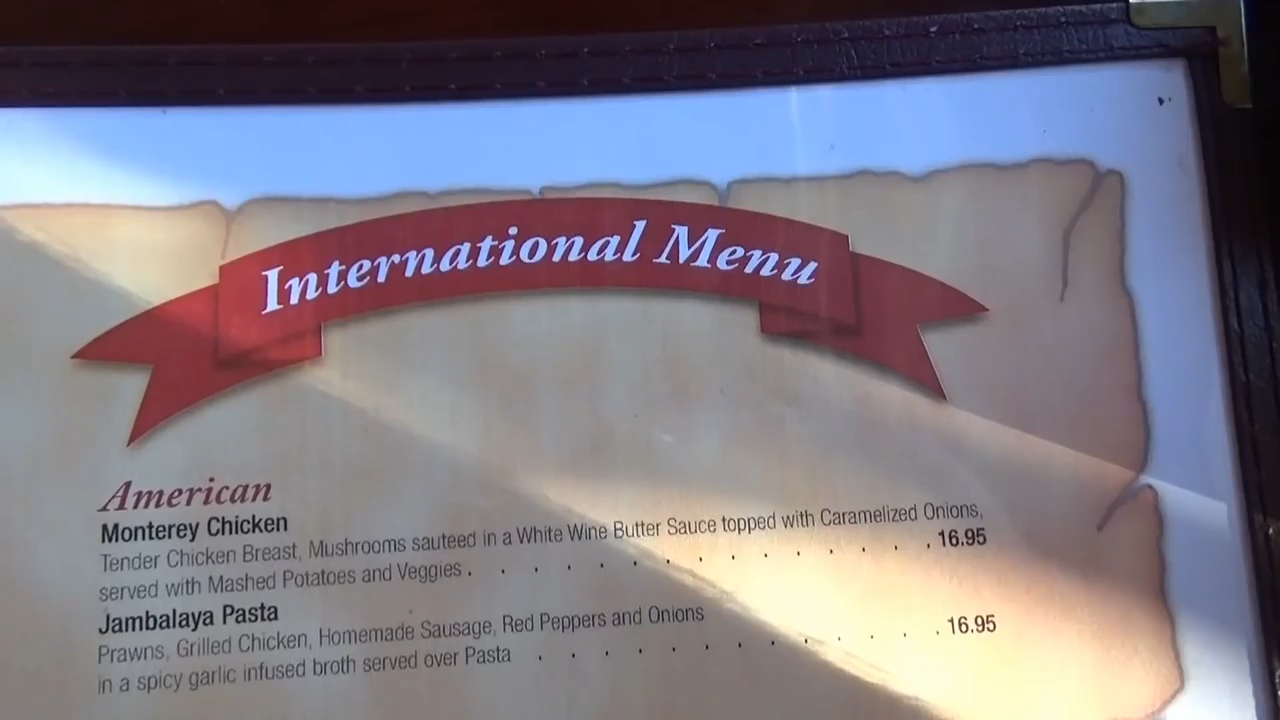 International Menu
American
Monterey Chicken
Tender Chicken Breast, Mushrooms sauteed in a White Wine Butter Sauce topped with Caramelized Onions,
served with Mashed Potatoes and Veggies . . . . . . . . . . . . . . . 16.95
Jambalaya Pasta
Prawns, Grilled Chicken, Homemade Sausage, Red Peppers and Onions
in a spicy garlic infused broth served over Pasta . . . . . . . . . . . . . 16.95